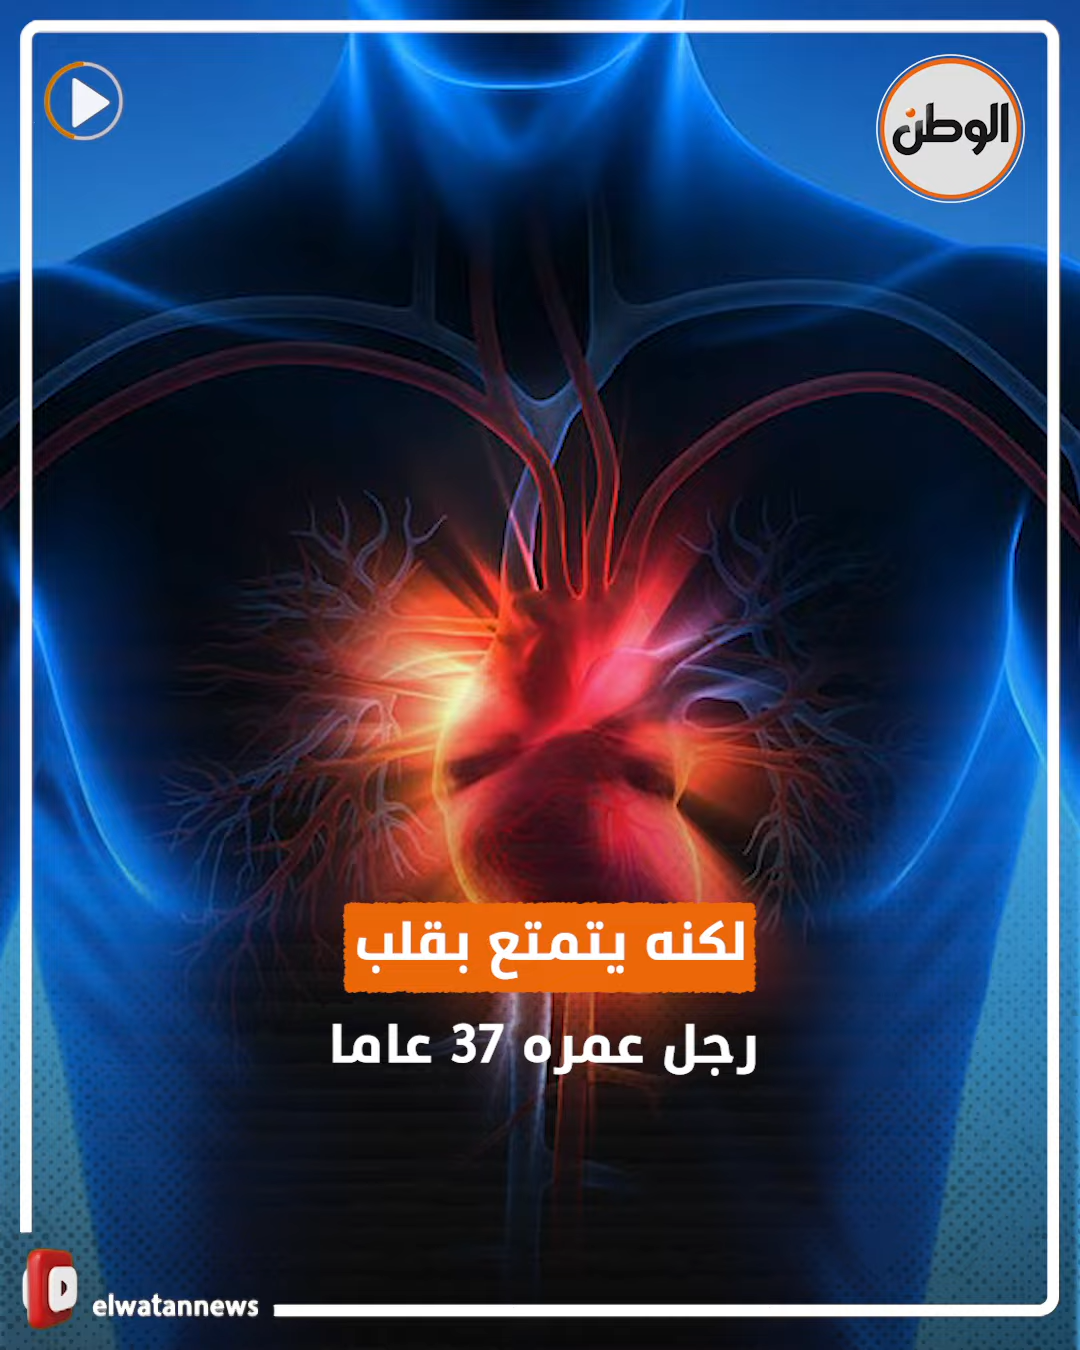 الوطن
لكنه يتمتع بقلب
رجل عمره 37 عاما
elwatannews